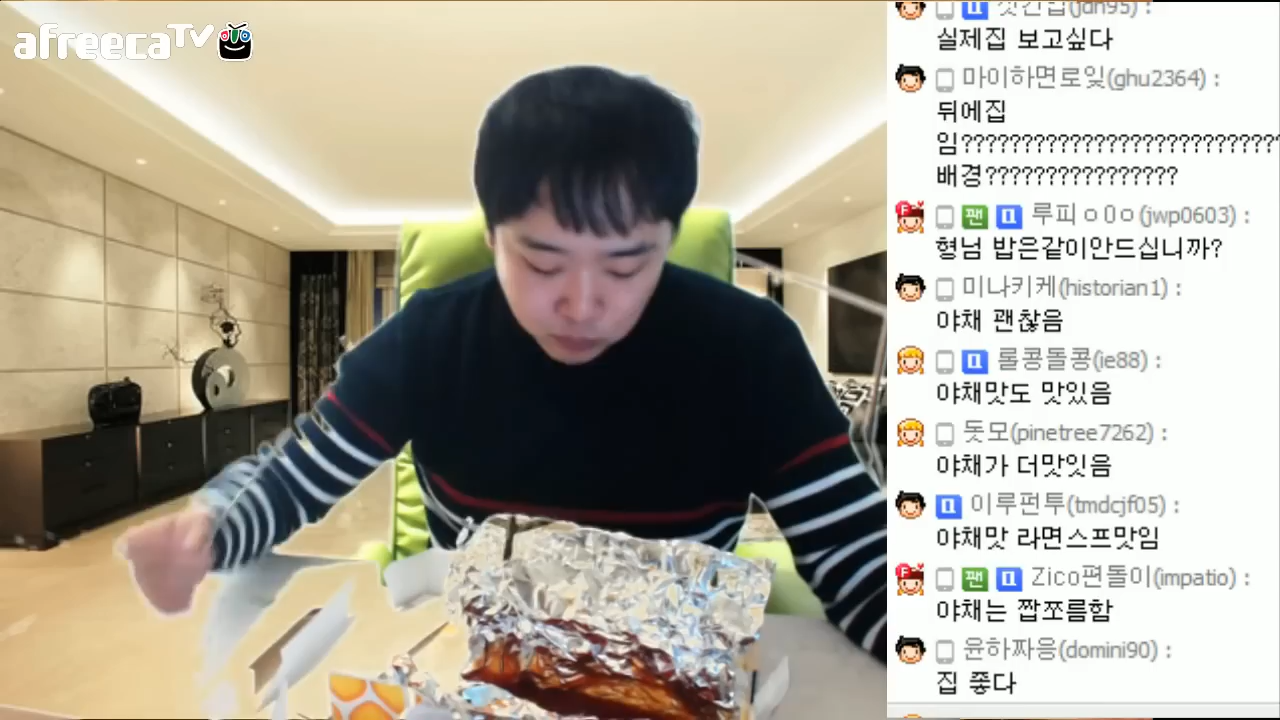 afreecaTV
실제집 보고싶다
마이하면로잊(ghu2364) :
뒤에집
임??????????????????????????
배경????????????????
팬 루피ㅇ0ㅇ(jwp0603) :
형님 밥은같이안드십니까?
미나키케(historian1) :
야채 괜찮음
롤콩돌콩(ie88) :
야채맛도 맛있음
돗모(pinetree7262) :
야채가 더맛잇음
이루펀투(tmdcjf05) :
야채맛 라면스프맛임
팬 Zico편돌이(impatio) :
야채는 짭쪼름함
윤하짜응(domini90) :
집 좋다